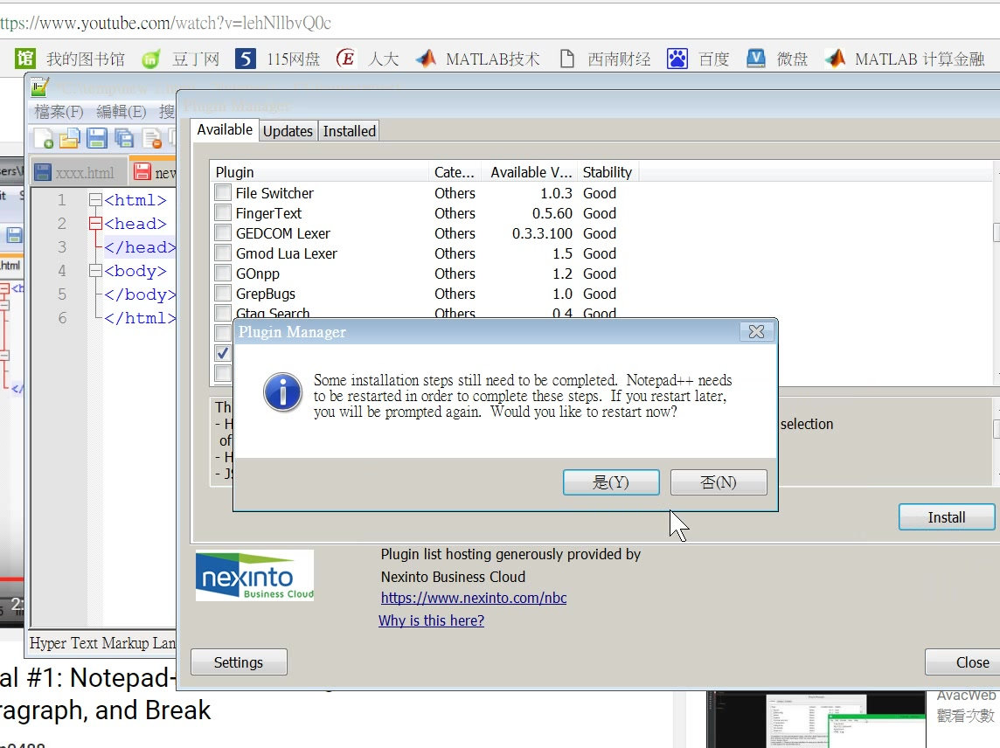 ttps://www.youtube.com/watch?v=lehNllbvQ0c
馆 我的图书馆 in 豆丁网 5 115网盘 E 人大 MATLAB技术 西南财经 百度 V 微盘 MATLAB 计算金融
Plugin Manager
檔案(F) 編輯(E) 搜
Available Updates Installed
xxxx.html new
Plugin Cate... Available V... Stability
File Switcher Others 1.0.3 Good
FingerText Others 0.5.60 Good
GEDCOM Lexer Others 0.3.3.100 Good
Gmod Lua Lexer Others 1.5 Good
GOnpp Others 1.2 Good
GrepBugs Others 1.0 Good
Gtag Search Others 0.4 Good
1 <html>
2 <head>
3 </head>
4 <body>
5 </body>
6 </html>
.html
Plugin Manager
Some installation steps still need to be completed. Notepad++ needs
to be restarted in order to complete these steps. If you restart later,
you will be prompted again. Would you like to restart now?
是(Y) 否(N)
Th
- H selection
of
- H
- JS
Install
nexinto
Business Cloud
Plugin list hosting generously provided by
Nexinto Business Cloud
https://www.nexinto.com/nbc
Why is this here?
Hyper Text Markup Lan
Settings Close
al #1: Notepad-
ragraph, and Break
AvacWeb
觀看次數